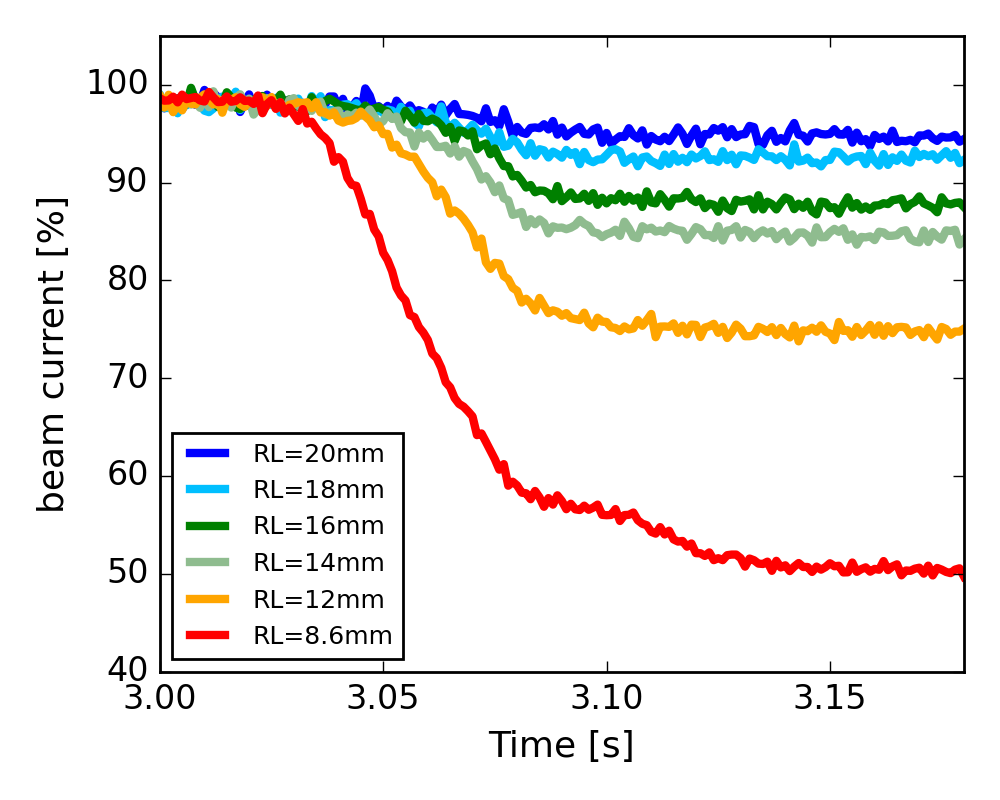 100
90
80
70
60
50
40
beam current [%]
RL=20mm
RL=18mm
RL=16mm
RL=14mm
RL=12mm
RL=8.6mm
3.00 3.05 3.10 3.15
Time [s]